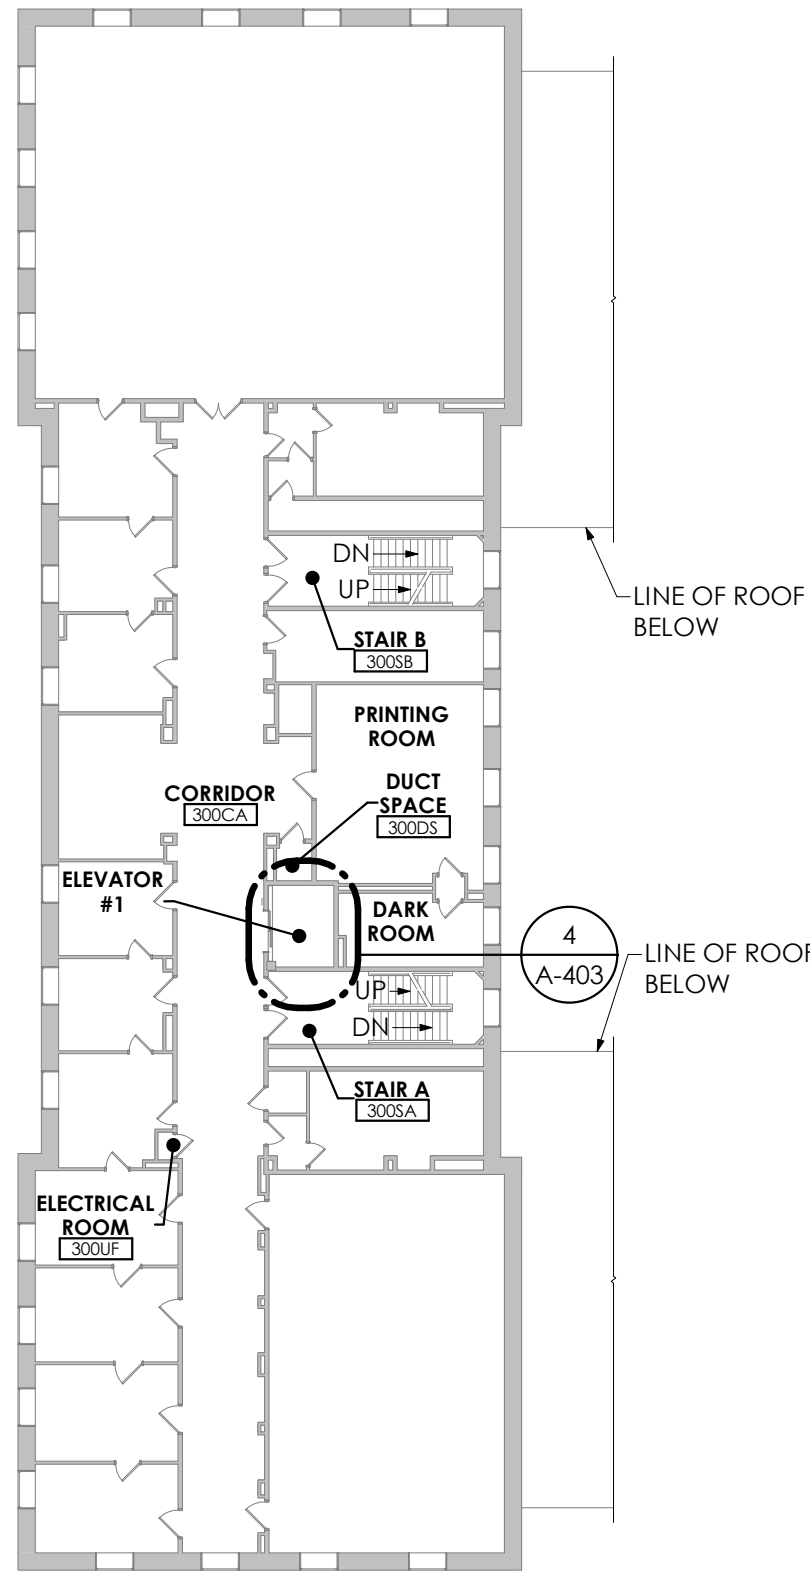 DN
UP
LINE OF ROOF
BELOW
STAIR B
300SB
PRINTING
ROOM
CORRIDOR
300CA
DUCT
SPACE
300DS
ELEVATOR
#1
DARK
ROOM
4
A-403
LINE OF ROOF
BELOW
UP
DN
STAIR A
300SA
ELECTRICAL
ROOM
300UF